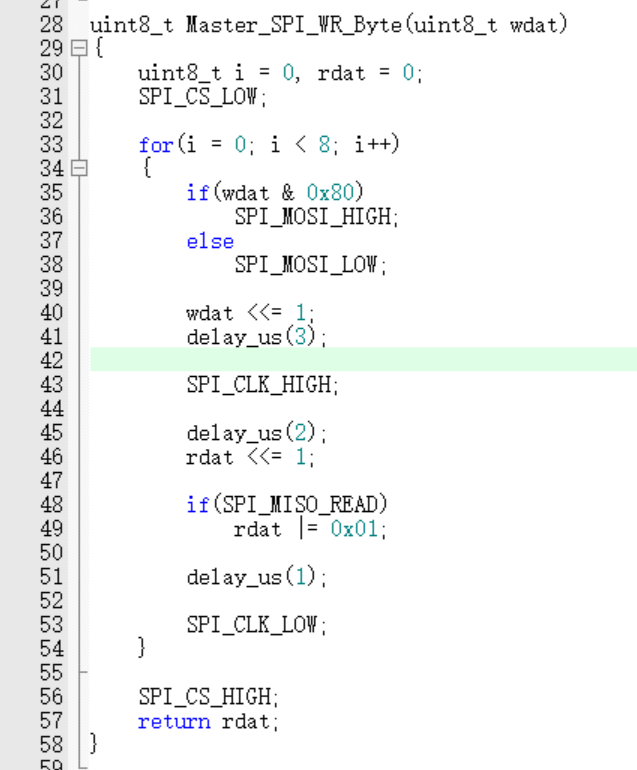 27
28 uint8_t Master_SPI_WR_Byte(uint8_t wdat)
29 {
30     uint8_t i = 0, rdat = 0;
31     SPI_CS_LOW;
32
33     for(i = 0; i < 8; i++)
34     {
35         if(wdat & 0x80)
36             SPI_MOSI_HIGH;
37         else
38             SPI_MOSI_LOW;
39
40         wdat <<= 1;
41         delay_us(3);
42
43         SPI_CLK_HIGH;
44
45         delay_us(2);
46         rdat <<= 1;
47
48         if(SPI_MISO_READ)
49             rdat |= 0x01;
50
51         delay_us(1);
52
53         SPI_CLK_LOW;
54     }
55
56     SPI_CS_HIGH;
57     return rdat;
58 }
59